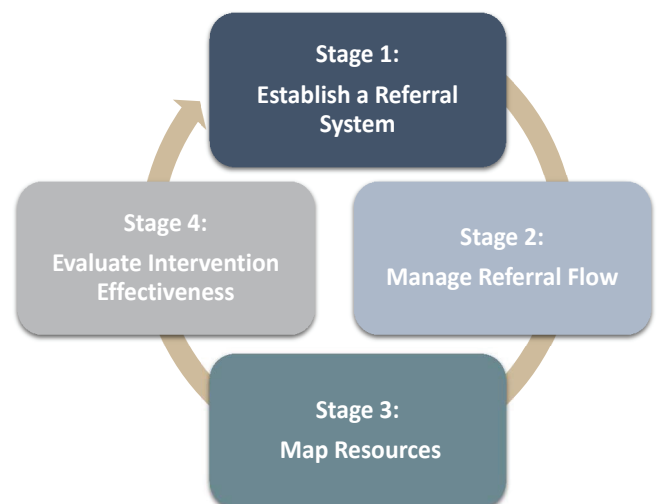 Stage 1:
Establish a Referral
System
Stage 2:
Manage Referral Flow
Stage 3:
Map Resources
Stage 4:
Evaluate Intervention
Effectiveness